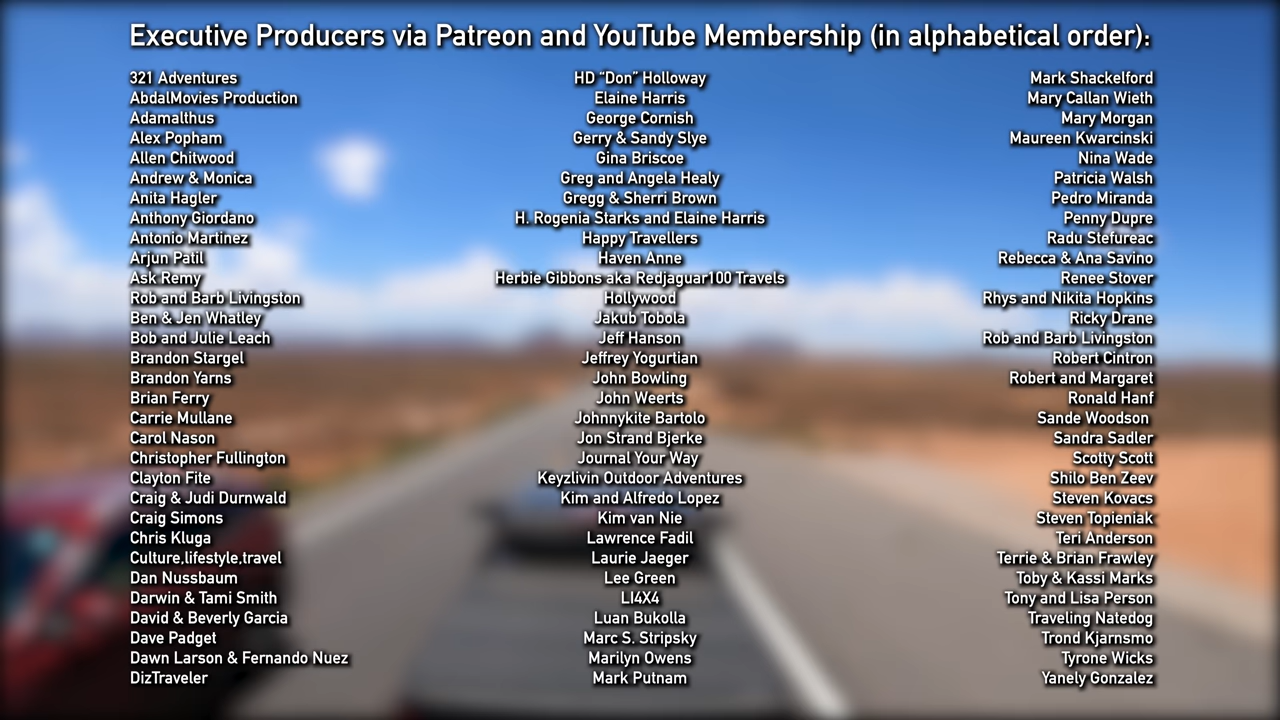 Executive Producers via Patreon and YouTube Membership (in alphabetical order):
321 Adventures
AbdalMovies Production
Adamalthus
Alex Popham
Allen Chitwood
Andrew & Monica
Anita Hagler
Anthony Giordano
Antonio Martinez
Arjun Patil
Ask Remy
Rob and Barb Livingston
Ben & Jen Whatley
Bob and Julie Leach
Brandon Stargel
Brandon Yarns
Brian Ferry
Carrie Mullane
Carol Nason
Christopher Fullington
Clayton Fite
Craig & Judi Durnwald
Craig Simons
Chris Kluga
Culture,lifestyle,travel
Dan Nussbaum
Darwin & Tami Smith
David & Beverly Garcia
Dave Padget
Dawn Larson & Fernando Nuez
DizTraveler
HD “Don” Holloway
Elaine Harris
George Cornish
Gerry & Sandy Slye
Gina Briscoe
Greg and Angela Healy
Gregg & Sherri Brown
H. Rogenia Starks and Elaine Harris
Happy Travellers
Haven Anne
Herbie Gibbons aka Redjaguar100 Travels
Hollywood
Jakub Tobola
Jeff Hanson
Jeffrey Yogurtian
John Bowling
John Weerts
Johnnykite Bartolo
Jon Strand Bjerke
Journal Your Way
Keyzlivin Outdoor Adventures
Kim and Alfredo Lopez
Kim van Nie
Lawrence Fadil
Laurie Jaeger
Lee Green
LI4X4
Luan Bukolla
Marc S. Stripsky
Marilyn Owens
Mark Putnam
Mark Shackelford
Mary Callan Wieth
Mary Morgan
Maureen Kwarcinski
Nina Wade
Patricia Walsh
Pedro Miranda
Penny Dupre
Radu Stefureac
Rebecca & Ana Savino
Renee Stover
Rhys and Nikita Hopkins
Ricky Drane
Rob and Barb Livingston
Robert Cintron
Robert and Margaret
Ronald Hanf
Sande Woodson
Sandra Sadler
Scotty Scott
Shilo Ben Zeev
Steven Kovacs
Steven Topieniak
Teri Anderson
Terrie & Brian Frawley
Toby & Kassi Marks
Tony and Lisa Person
Traveling Natedog
Trond Kjarnsmo
Tyrone Wicks
Yanely Gonzalez